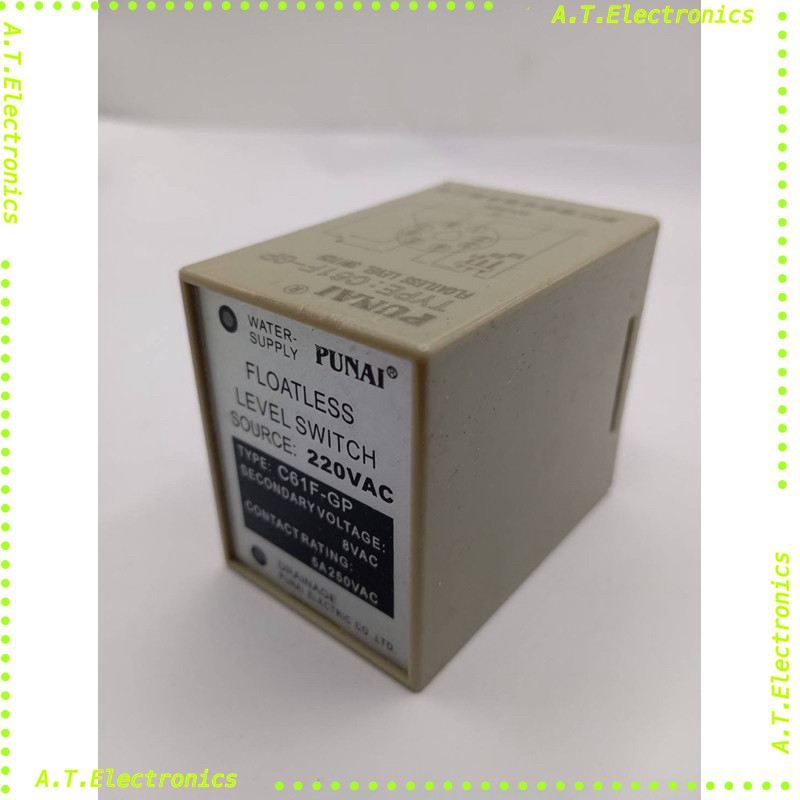 A.T.Electronics
A.T.Electronics
WATER-
SUPPLY
PUNAI®
FLOATLESS
LEVEL SWITCH
SOURCE: 220VAC
TYPE: C61F-GP
SECONDARY VOLTAGE:
8VAC
CONTACT RATING:
5A250VAC
DRAINAGE
PUNAI ELECTRIC CO.,LTD
PUNAI ®
TYPE: C61F-GP
FLOATLESS LEVEL
A.T.Electronics
A.T.Electronics